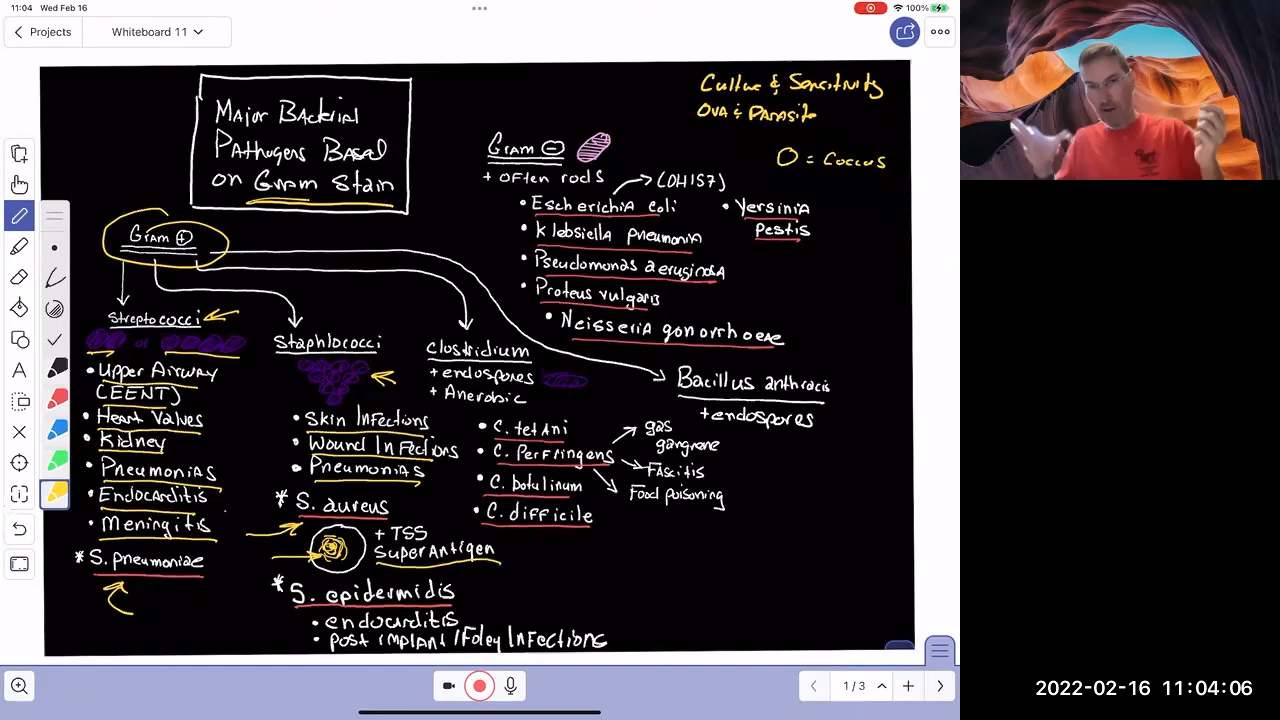 11:04 Wed Feb 16
100%
Projects
Whiteboard 11
Major Bacterial
Pathogens Based
on Gram Stain
Culture & Sensitivity
Ova & Parasite
O = Coccus
Gram ⊖
+ often rods
(OH157)
• Escherichia coli
• Klebsiella pneumonia
• Pseudomonas aeruginosa
• Proteus vulgaris
• Neisseria gonorrhoeae
• Yersinia
pestis
Gram ⊕
Streptococci
or
• Upper Airway
(EENT)
• Heart Valves
• Kidney
• Pneumonias
• Endocarditis
• Meningitis
* S. pneumoniae
Staphlococci
• Skin Infections
• Wound Infections
• Pneumonias
* S. aureus
+ TSS
Superantigen
* S. epidermidis
• endocarditis
• post implant/Foley Infections
Clostridium
+ endospores
+ Anerobic
• C. tetani
• C. perfringens
• C. botulinum
• C. difficile
gas
gangrene
Fascitis
Food poisoning
Bacillus anthracis
+ endospores
A
1/3
2022-02-16 11:04:06